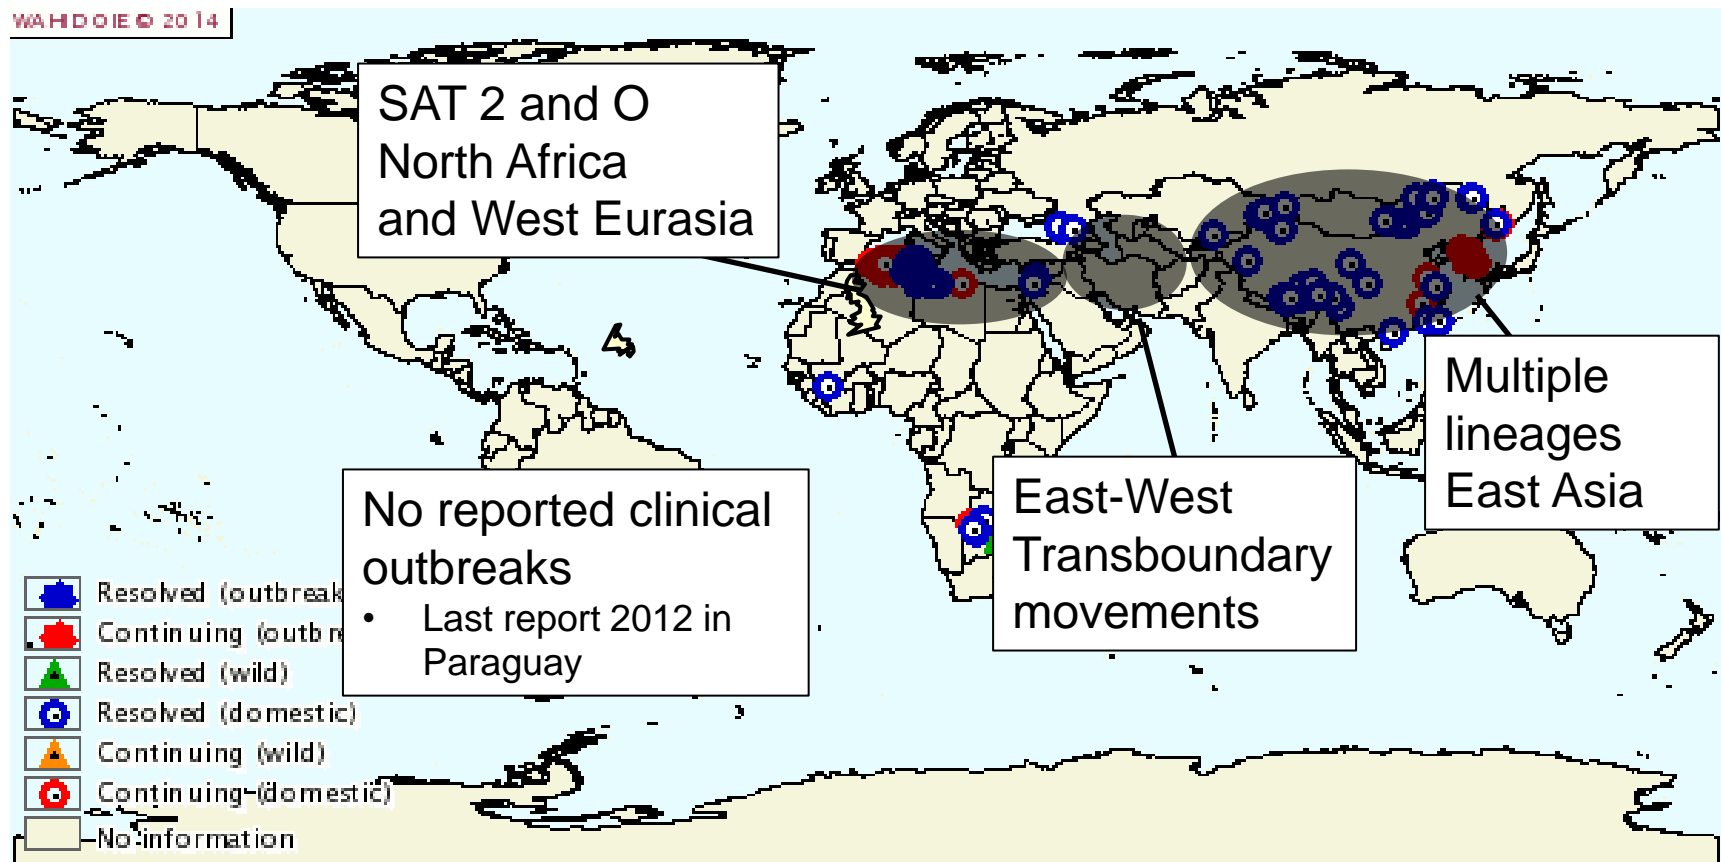 WAHID OIE © 2014
SAT 2 and O
North Africa
and West Eurasia
Multiple
lineages
East Asia
East-West
Transboundary
movements
No reported clinical
outbreaks
• Last report 2012 in
Paraguay
Resolved (outbreak
Continuing (outbre
Resolved (wild)
Resolved (domestic)
Continuing (wild)
Continuing (domestic)
No information